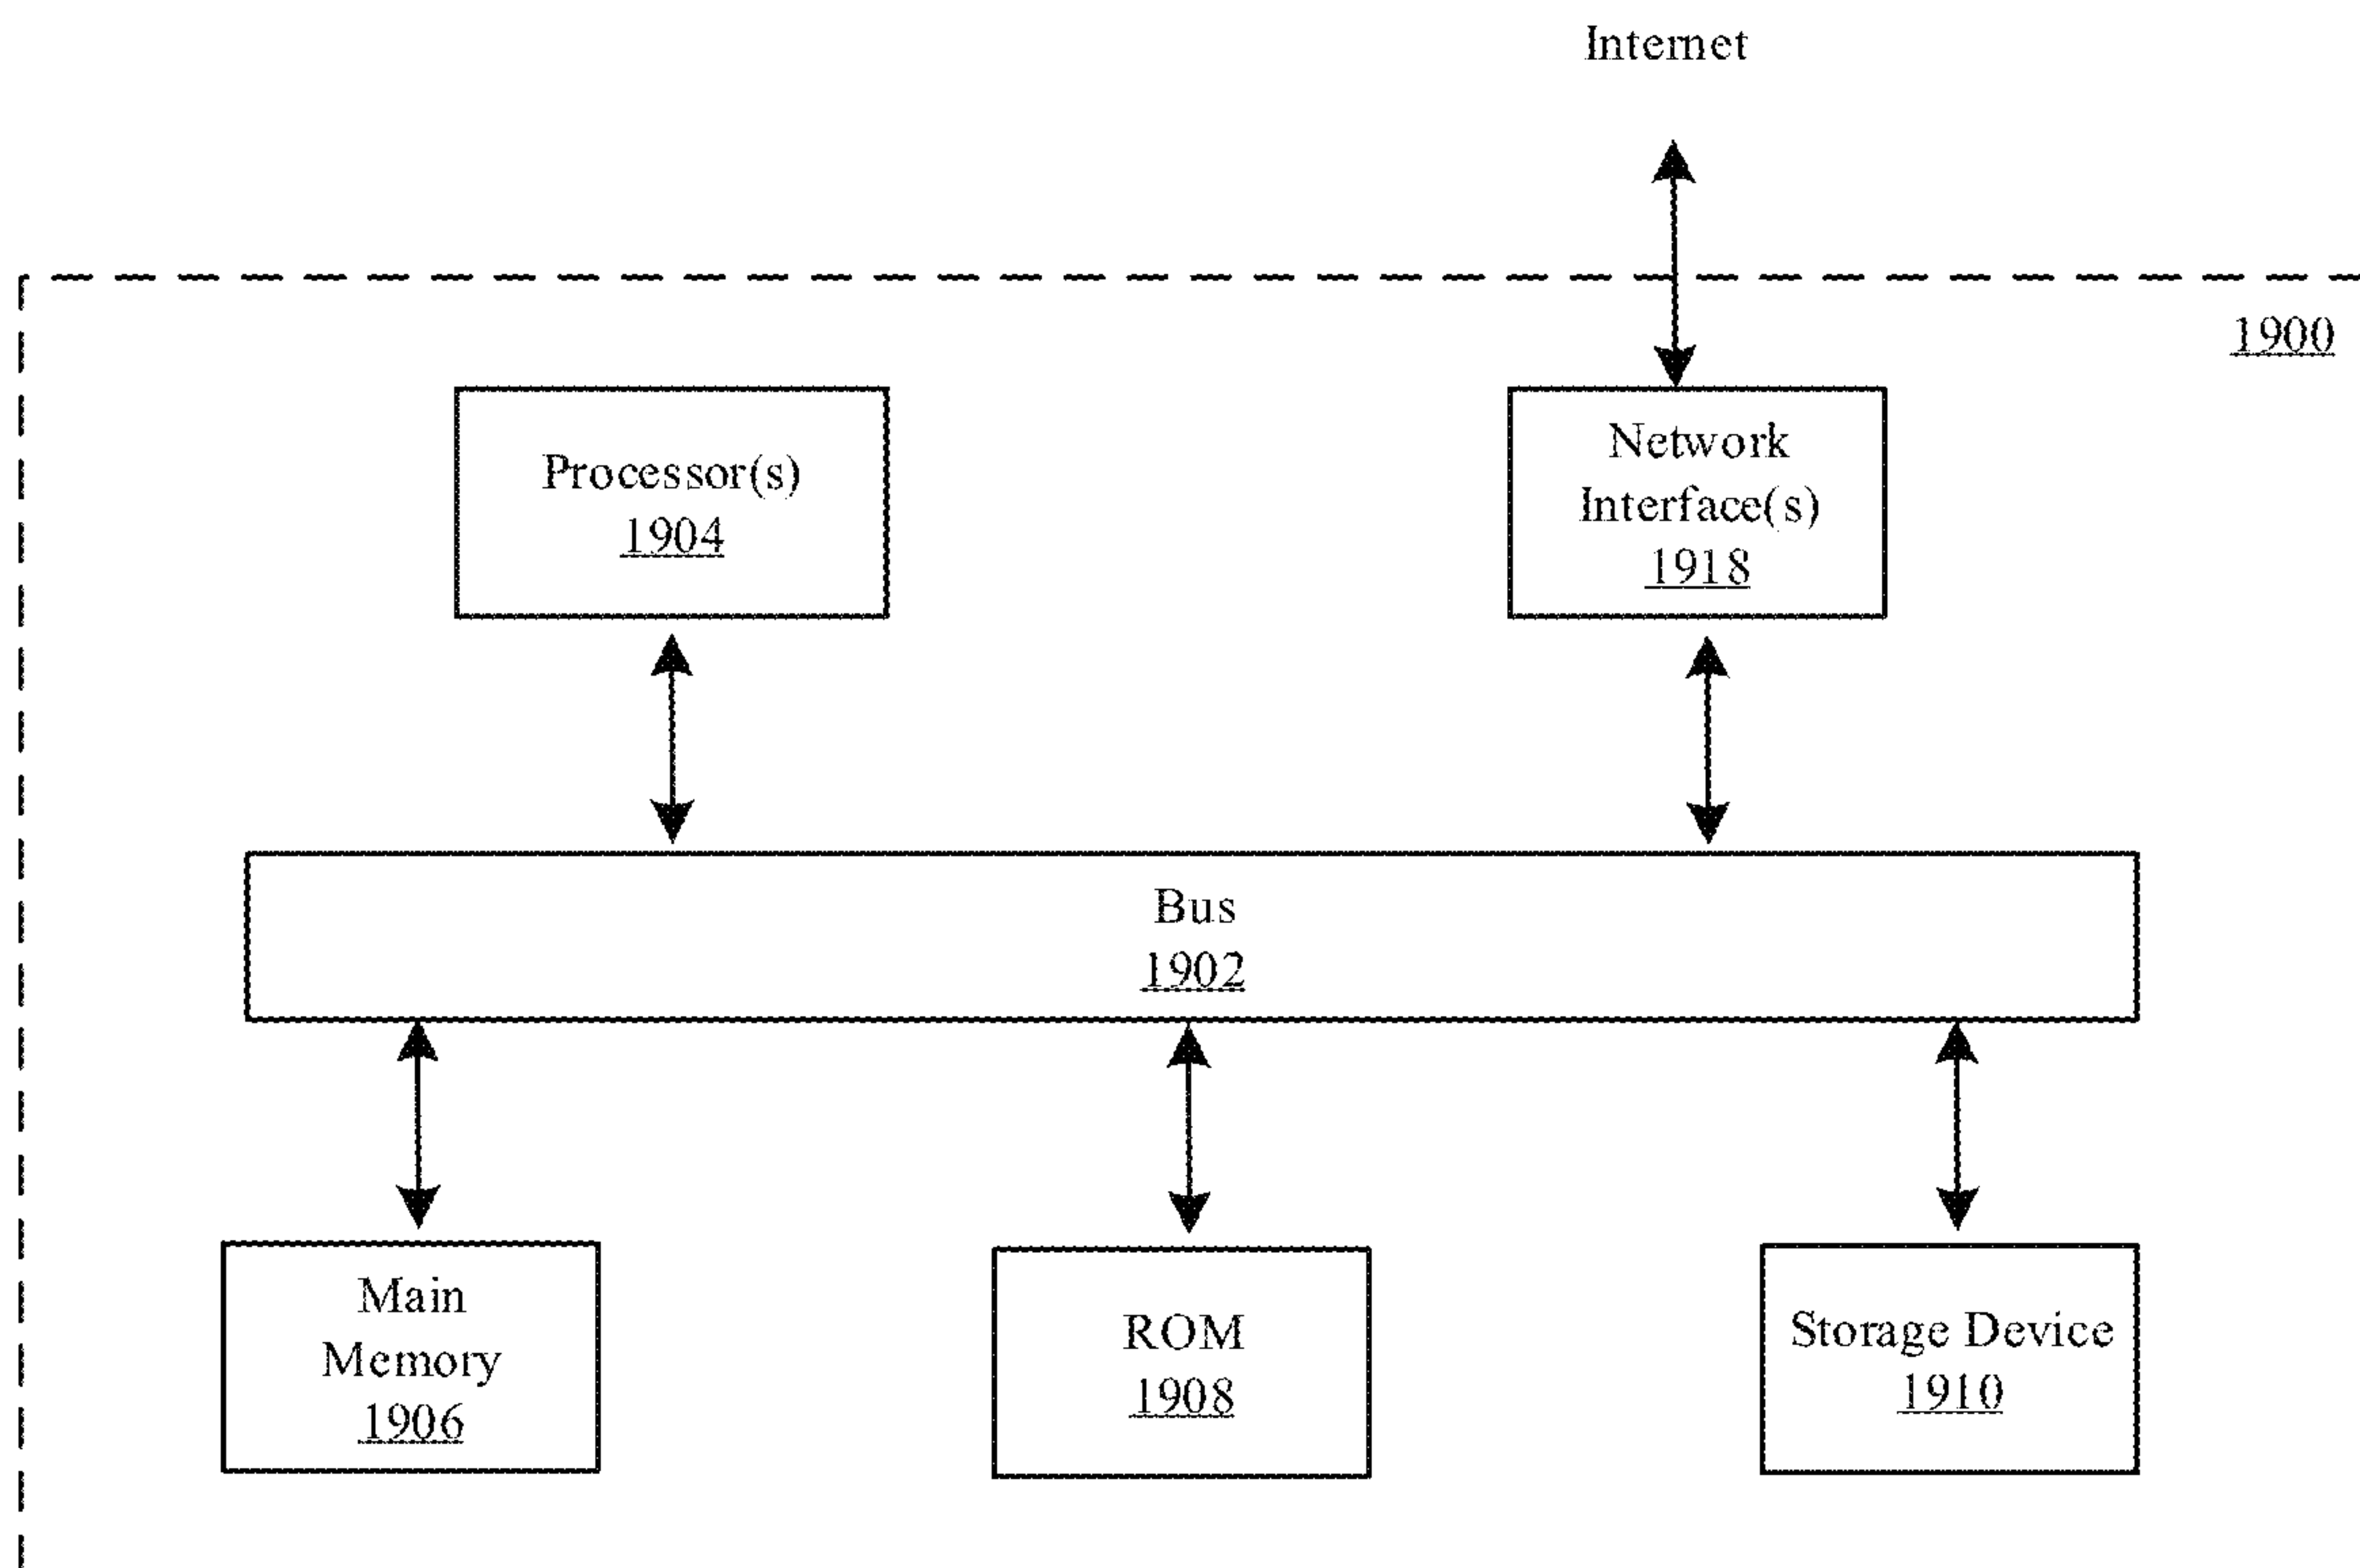 Internet
1900
Processor(s)
1904
Network
Interface(s)
1918
Bus
1902
Main
Memory
1906
ROM
1908
Storage Device
1910